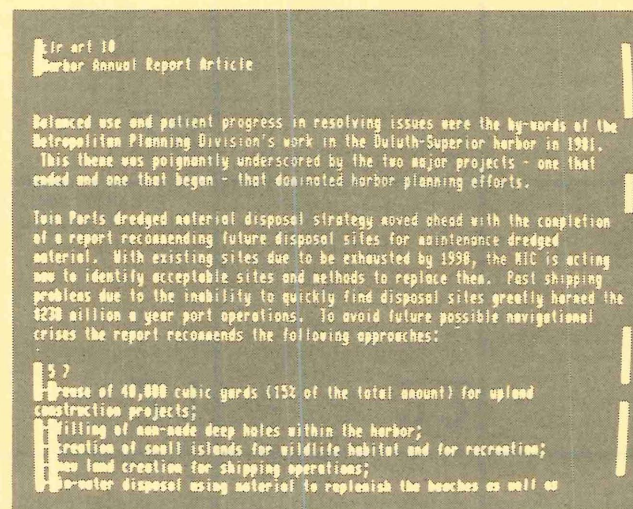 clr art 10
Harbor Annual Report Article
Balanced use and patient progress in resolving issues were the by-words of the
Metropolitan Planning Division's work in the Duluth-Superior harbor in 1981.
This theme was poignantly underscored by the two major projects - one that
ended and one that began - that dominated harbor planning efforts.
Twin Ports dredged material disposal strategy moved ahead with the completion
of a report recommending future disposal sites for maintenance dredged
material. With existing sites due to be exhausted by 1990, the MIC is acting
now to identify acceptable sites and methods to replace them. Past shipping
problems due to the inability to quickly find disposal sites greatly harmed the
$230 million a year port operations. To avoid future possible navigational
crises the report recommends the following approaches:
5 7
reuse of 40,000 cubic yards (15% of the total amount) for upland
construction projects;
filling of man-made deep holes within the harbor;
creation of small islands for wildlife habitat and for recreation;
new land creation for shipping operations;
in-water disposal using material to replenish the beaches as well as